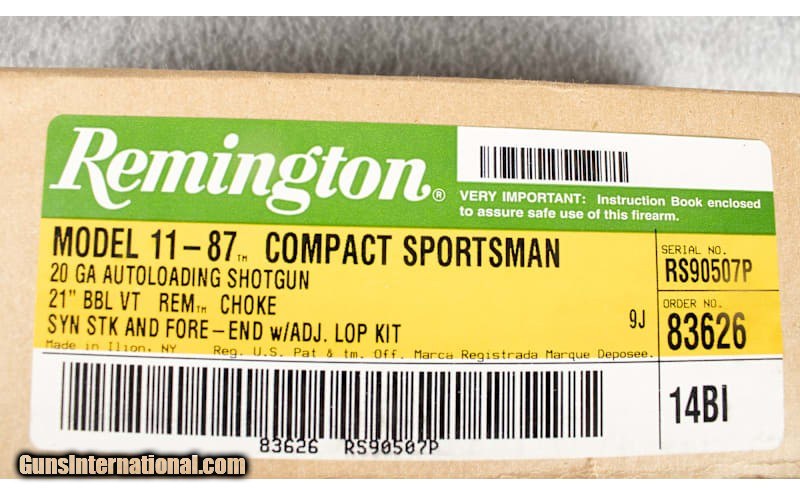 Remington®
VERY IMPORTANT: Instruction Book enclosed
to assure safe use of this firearm.
MODEL 11-87™ COMPACT SPORTSMAN
20 GA AUTOLOADING SHOTGUN
21" BBL VT REM™ CHOKE
SYN STK AND FORE-END w/ADJ. LOP KIT
9J
Made in Ilion, NY Reg. U.S. Pat & tm. Off. Marca Registrada Marque Deposee.
SERIAL NO.
RS90507P
ORDER NO.
83626
14BI
83626 RS90507P
GunsInternational.com